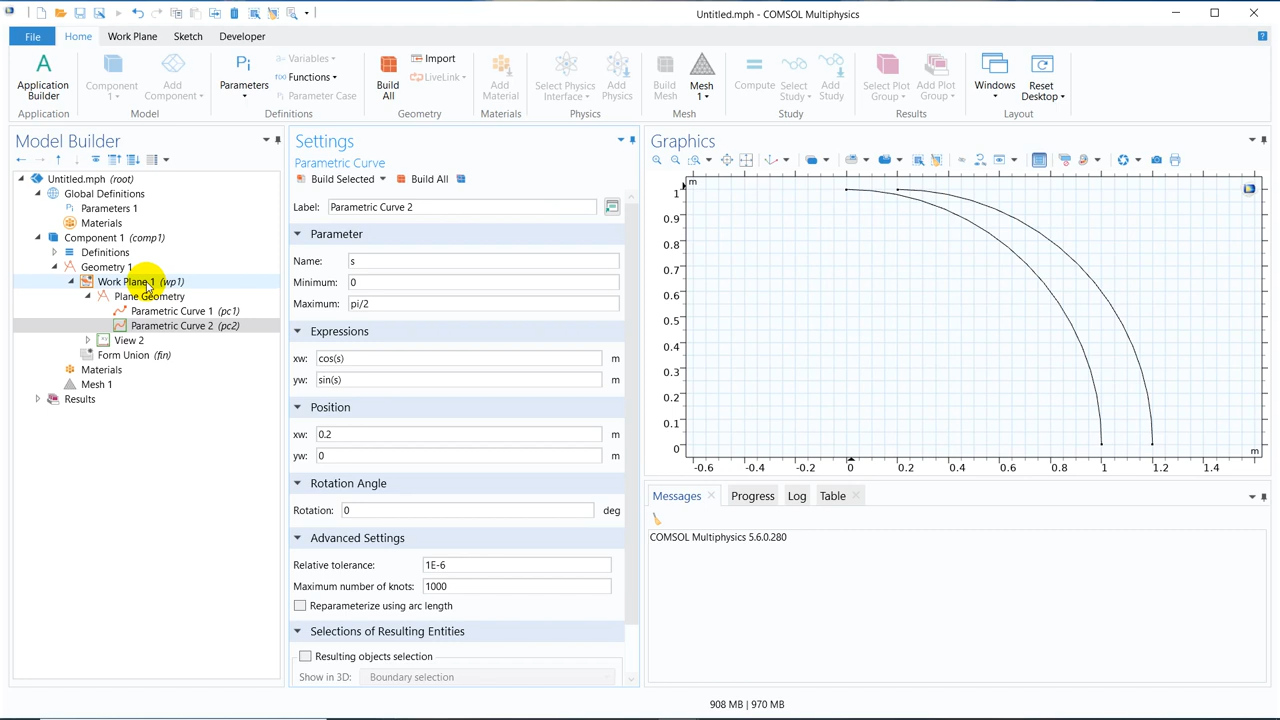 Untitled.mph - COMSOL Multiphysics
File Home Work Plane Sketch Developer
Application Builder
Component 1
Add Component
Parameters
Variables
Functions
Parameter Case
Build All
Import
LiveLink
Add Material
Select Physics Interface
Add Physics
Build Mesh
Mesh 1
Compute
Select Study
Add Study
Select Plot Group
Add Plot Group
Windows
Reset Desktop
Application Model Definitions Geometry Materials Physics Mesh Study Results Layout
Model Builder
Untitled.mph (root)
Global Definitions
Parameters 1
Materials
Component 1 (comp1)
Definitions
Geometry 1
Work Plane 1 (wp1)
Plane Geometry
Parametric Curve 1 (pc1)
Parametric Curve 2 (pc2)
View 2
Form Union (fin)
Materials
Mesh 1
Results
Settings
Parametric Curve
Build Selected Build All
Label: Parametric Curve 2
Parameter
Name: s
Minimum: 0
Maximum: pi/2
Expressions
xw: cos(s) m
yw: sin(s) m
Position
xw: 0.2 m
yw: 0 m
Rotation Angle
Rotation: 0 deg
Advanced Settings
Relative tolerance: 1E-6
Maximum number of knots: 1000
Reparameterize using arc length
Selections of Resulting Entities
Resulting objects selection
Show in 3D: Boundary selection
Graphics
m
1
0.9
0.8
0.7
0.6
0.5
0.4
0.3
0.2
0.1
0
m
-0.6 -0.4 -0.2 0 0.2 0.4 0.6 0.8 1 1.2 1.4
Messages Progress Log Table
COMSOL Multiphysics 5.6.0.280
908 MB | 970 MB